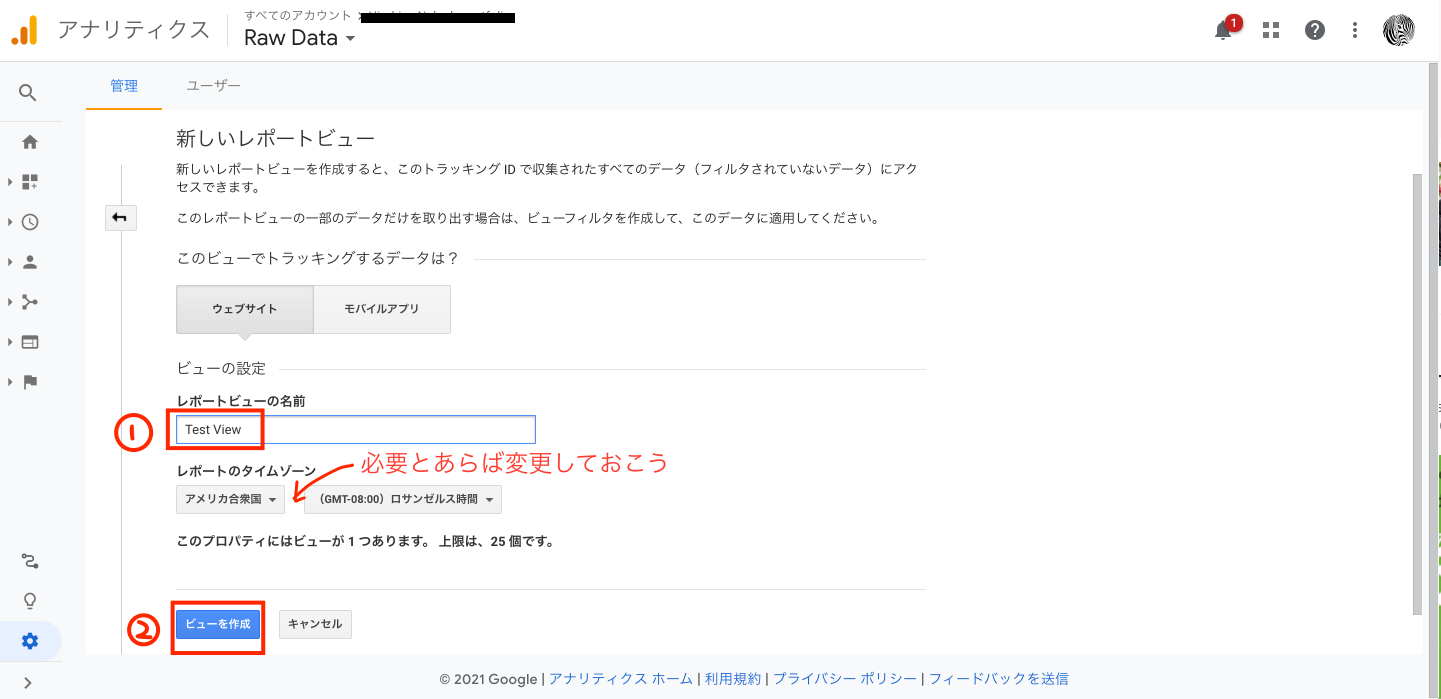 アナリティクス
すべてのアカウント >
Raw Data
1
管理 ユーザー
新しいレポートビュー
新しいレポートビューを作成すると、このトラッキング ID で収集されたすべてのデータ（フィルタされていないデータ）にアク
セスできます。
このレポートビューの一部のデータだけを取り出す場合は、ビューフィルタを作成して、このデータに適用してください。
このビューでトラッキングするデータは？
ウェブサイト モバイルアプリ
ビューの設定
レポートビューの名前
① Test View
レポートのタイムゾーン 必要とあらば変更しておこう
アメリカ合衆国 （GMT-08:00）ロサンゼルス時間
このプロパティにはビューが 1 つあります。 上限は、25 個です。
② ビューを作成 キャンセル
© 2021 Google | アナリティクス ホーム | 利用規約 | プライバシー ポリシー | フィードバックを送信